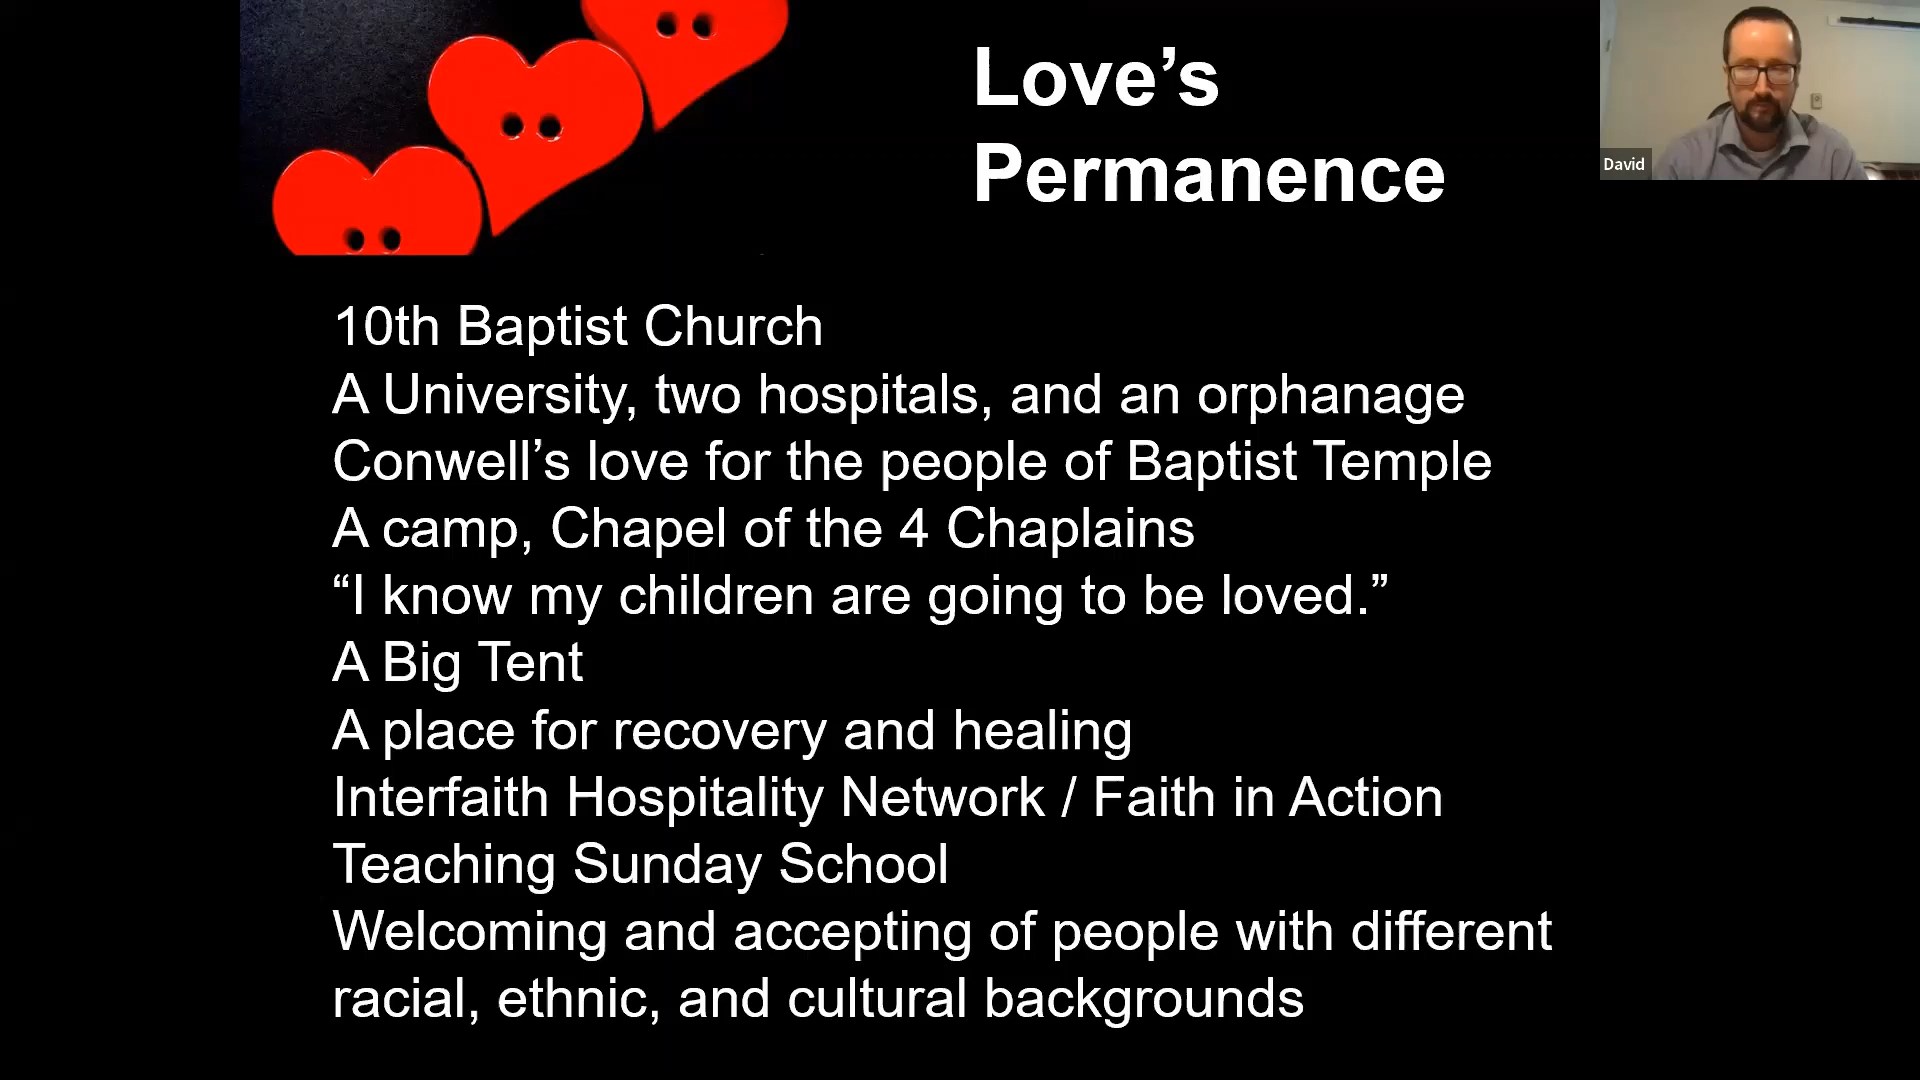 Love’s
Permanence
David
10th Baptist Church
A University, two hospitals, and an orphanage
Conwell’s love for the people of Baptist Temple
A camp, Chapel of the 4 Chaplains
“I know my children are going to be loved.”
A Big Tent
A place for recovery and healing
Interfaith Hospitality Network / Faith in Action
Teaching Sunday School
Welcoming and accepting of people with different
racial, ethnic, and cultural backgrounds